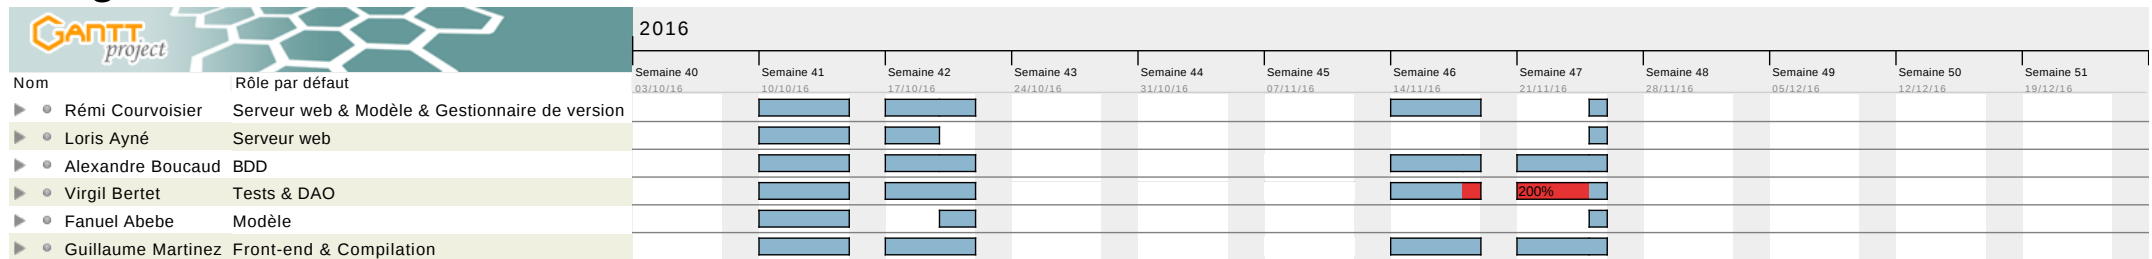 GANTT
project
2016
Semaine 40 Semaine 41 Semaine 42 Semaine 43 Semaine 44 Semaine 45 Semaine 46 Semaine 47 Semaine 48 Semaine 49 Semaine 50 Semaine 51
Nom Rôle par défaut
03/10/16 10/10/16 17/10/16 24/10/16 31/10/16 07/11/16 14/11/16 21/11/16 28/11/16 05/12/16 12/12/16 19/12/16
Rémi Courvoisier Serveur web & Modèle & Gestionnaire de version
Loris Ayné Serveur web
Alexandre Boucaud BDD
Virgil Bertet Tests & DAO 200%
Fanuel Abebe Modèle
Guillaume Martinez Front-end & Compilation